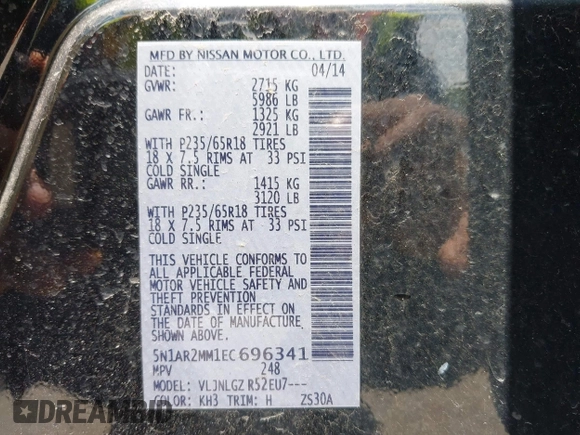 MFD BY NISSAN MOTOR CO., LTD.
DATE: 04/14
GVWR: 2715 KG
5986 LB
GAWR FR.: 1325 KG
2921 LB
WITH P235/65R18 TIRES
18 X 7.5 RIMS AT 33 PSI
COLD SINGLE
GAWR RR.: 1415 KG
3120 LB
WITH P235/65R18 TIRES
18 X 7.5 RIMS AT 33 PSI
COLD SINGLE
THIS VEHICLE CONFORMS TO
ALL APPLICABLE FEDERAL
MOTOR VEHICLE SAFETY AND
THEFT PREVENTION
STANDARDS IN EFFECT ON
THE DATE OF MANUFACTURE
SHOWN ABOVE.
5N1AR2MM1EC696341
MPV 248
MODEL: VLJNLGZ R52EU7---
COLOR: KH3 TRIM: H ZS30A
DREAMBID